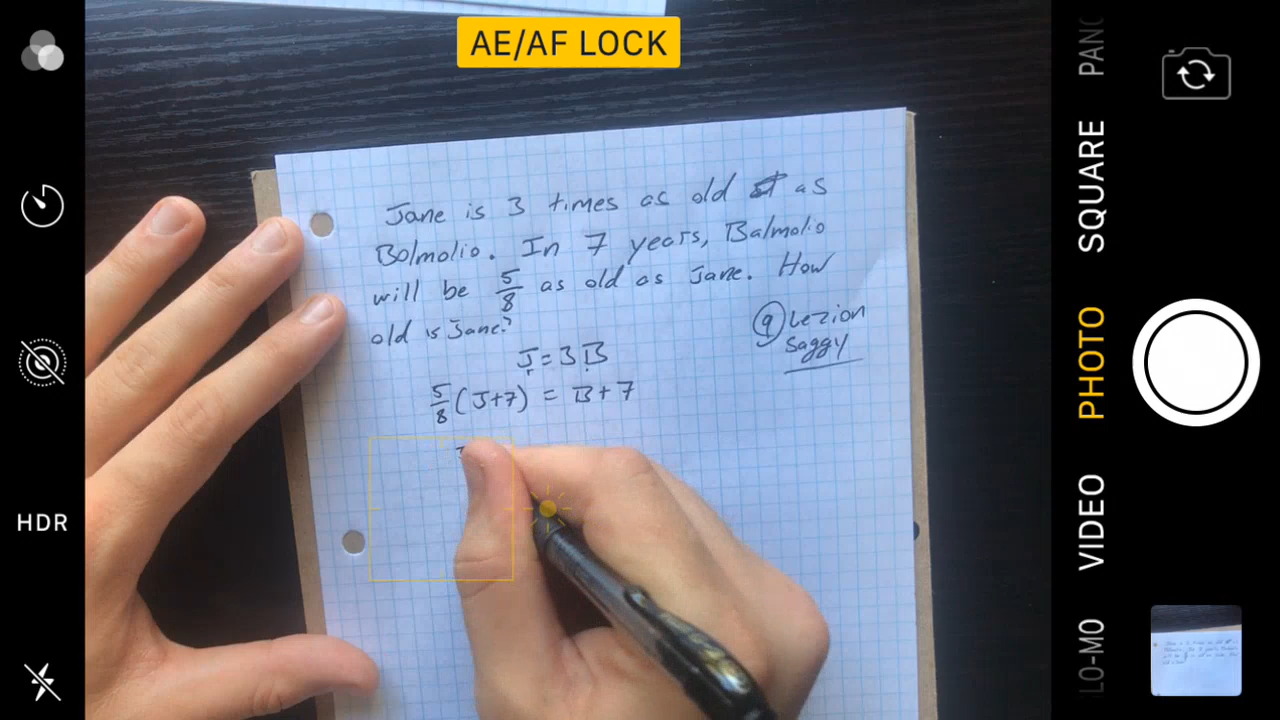 AE/AF LOCK
HDR
PANO
SQUARE
PHOTO
VIDEO
LO-MO
Jane is 3 times as old as
Bolmolio. In 7 years, Balmolio
will be 5/8 as old as Jane. How
old is Jane?
@Lezion
Saggy
J = 3B
5/8 (J+7) = B+7